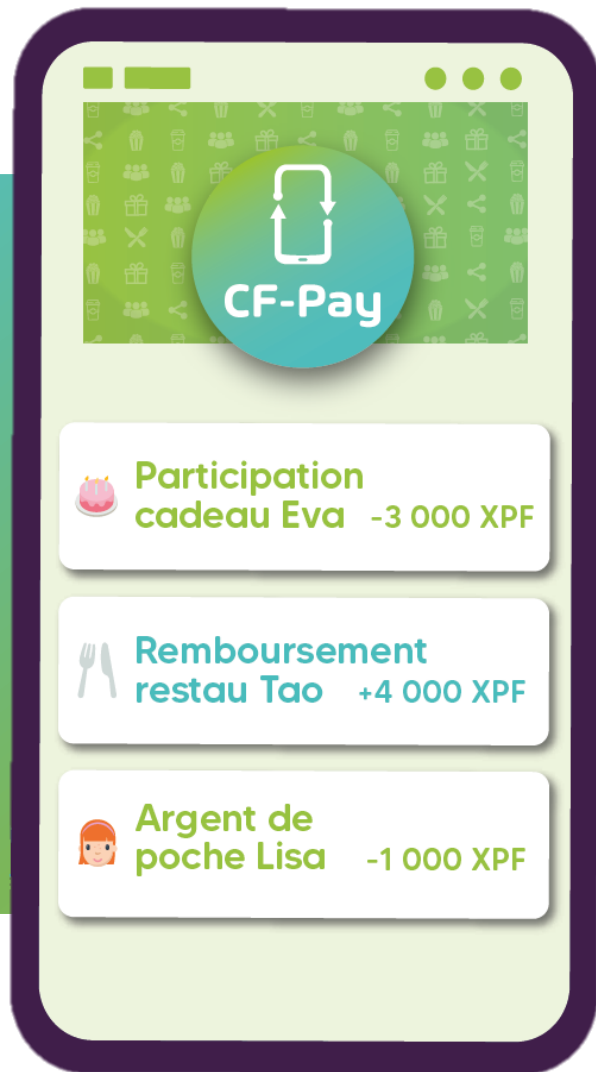 CF-Pay
Participation
cadeau Eva -3 000 XPF
Remboursement
restau Tao +4 000 XPF
Argent de
poche Lisa -1 000 XPF